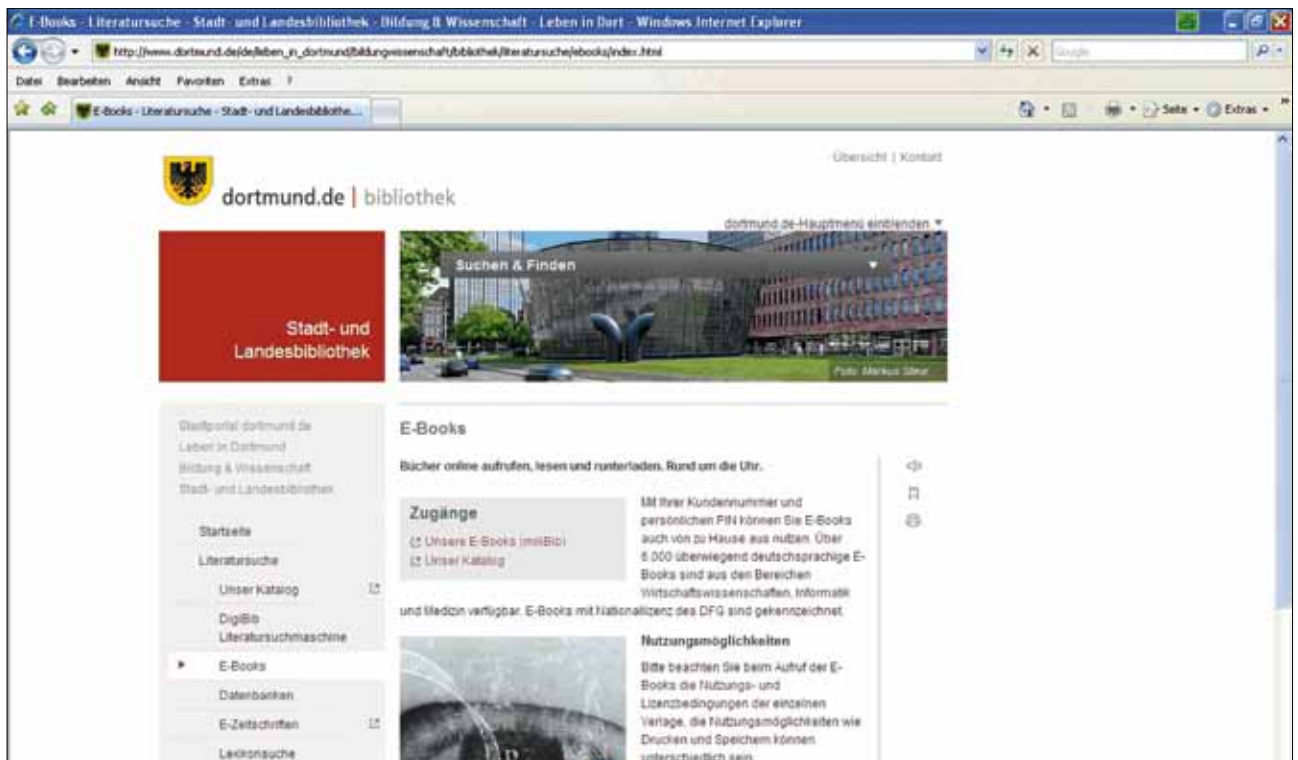 E-Books - Literatursuche - Stadt- und Landesbibliothek - Bildung & Wissenschaft - Leben in Dort - Windows Internet Explorer
http://www.dortmund.de/de/leben_in_dortmund/bildungwissenschaft/bibliothek/literatursuche/ebooks/index.html
Google
Datei Bearbeiten Ansicht Favoriten Extras ?
E-Books - Literatursuche - Stadt- und Landesbibliothe...
Seite Extras
Übersicht | Kontakt
dortmund.de | bibliothek
dortmund.de-Hauptmenü einblenden
Suchen & Finden
Stadt- und
Landesbibliothek
Foto: Markus Steur
Stadtportal dortmund.de
Leben in Dortmund
Bildung & Wissenschaft
Stadt- und Landesbibliothek
Startseite
Literatursuche
Unser Katalog
DigiBib
Literatursuchmaschine
E-Books
Datenbanken
E-Zeitschriften
Lexikonsuche
E-Books
Bücher online aufrufen, lesen und runterladen. Rund um die Uhr.
Zugänge
Unsere E-Books (miliBib)
Unser Katalog
Mit Ihrer Kundennummer und
persönlichen PIN können Sie E-Books
auch von zu Hause aus nutzen. Über
6.000 überwiegend deutschsprachige E-
Books sind aus den Bereichen
Wirtschaftswissenschaften, Informatik
und Medizin verfügbar. E-Books mit Nationallizenz des DFG sind gekennzeichnet.
Nutzungsmöglichkeiten
Bitte beachten Sie beim Aufruf der E-
Books die Nutzungs- und
Lizenzbedingungen der einzelnen
Verlage, die Nutzungsmöglichkeiten wie
Drucken und Speichern können
unterschiedlich sein.